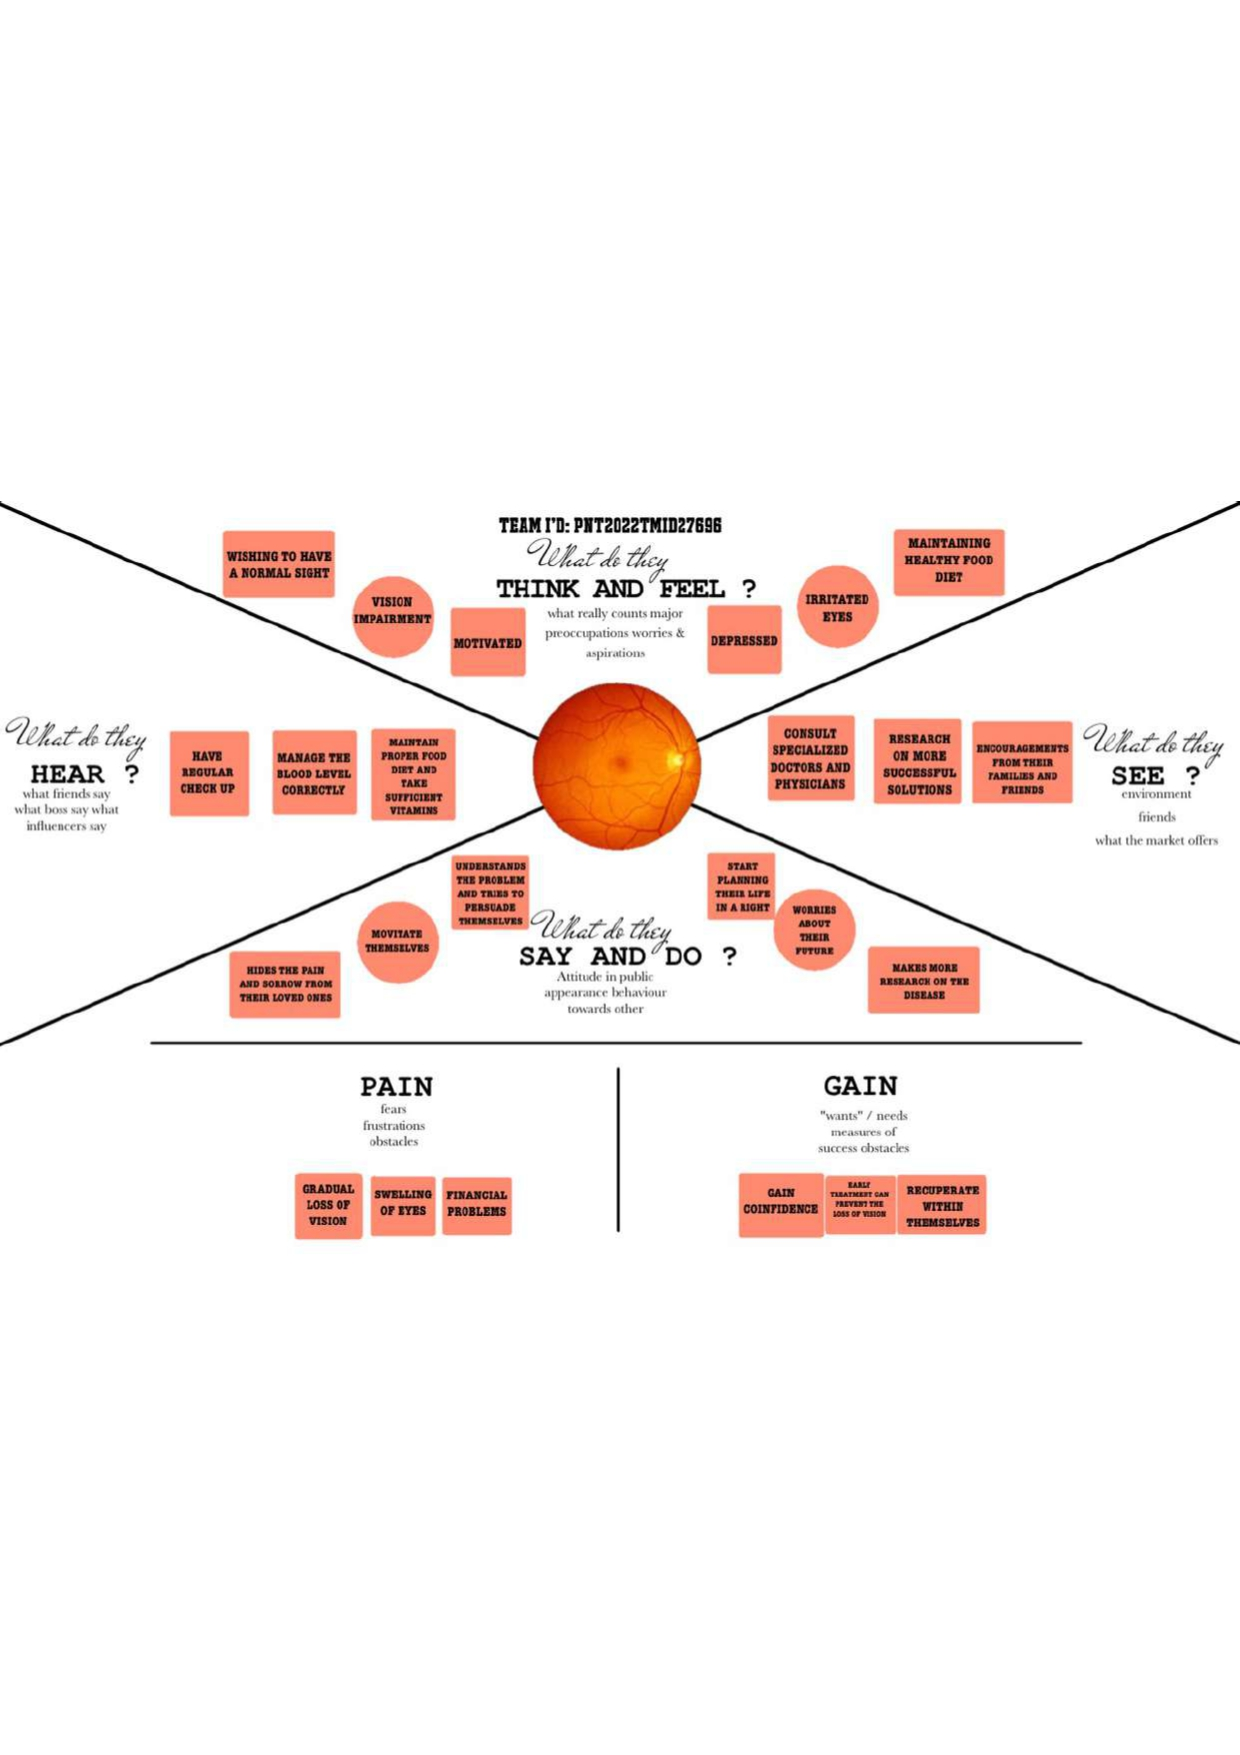 TEAM I'D: PNT2022TMID27696
What do they
THINK AND FEEL ?
what really counts major
preoccupations worries &
aspirations
WISHING TO HAVE
A NORMAL SIGHT
VISION
IMPAIRMENT
MOTIVATED
DEPRESSED
IRRITATED
EYES
MAINTAINING
HEALTHY FOOD
DIET
What do they
HEAR ?
what friends say
what boss say what
influencers say
HAVE
REGULAR
CHECK UP
MANAGE THE
BLOOD LEVEL
CORRECTLY
MAINTAIN
PROPER FOOD
DIET AND
TAKE
SUFFICIENT
VITAMINS
CONSULT
SPECIALIZED
DOCTORS AND
PHYSICIANS
RESEARCH
ON MORE
SUCCESSFUL
SOLUTIONS
ENCOURAGEMENTS
FROM THEIR
FAMILIES AND
FRIENDS
What do they
SEE ?
environment
friends
what the market offers
HIDES THE PAIN
AND SORROW FROM
THEIR LOVED ONES
MOVITATE
THEMSELVES
UNDERSTANDS
THE PROBLEM
AND TRIES TO
PERSUADE
THEMSELVES
What do they
SAY AND DO ?
Attitude in public
appearance behaviour
towards other
START
PLANNING
THEIR LIFE
IN A RIGHT
WORRIES
ABOUT
THEIR
FUTURE
MAKES MORE
RESEARCH ON THE
DISEASE
PAIN
fears
frustrations
obstacles
GRADUAL
LOSS OF
VISION
SWELLING
OF EYES
FINANCIAL
PROBLEMS
GAIN
"wants" / needs
measures of
success obstacles
GAIN
COINFIDENCE
EARLY
TREATMENT CAN
PREVENT THE
LOSS OF VISION
RECUPERATE
WITHIN
THEMSELVES